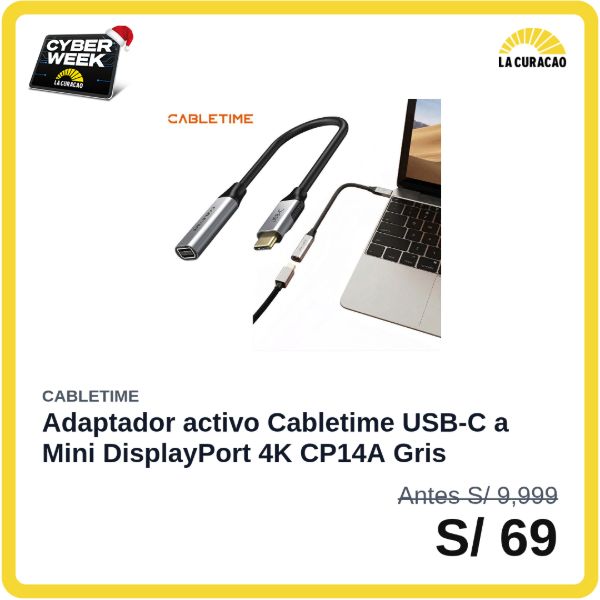 CYBER
WEEK
LA CURACAO
LA CURACAO
CABLETIME
CABLETIME
Adaptador activo Cabletime USB-C a
Mini DisplayPort 4K CP14A Gris
Antes S/ 9,999
S/ 69